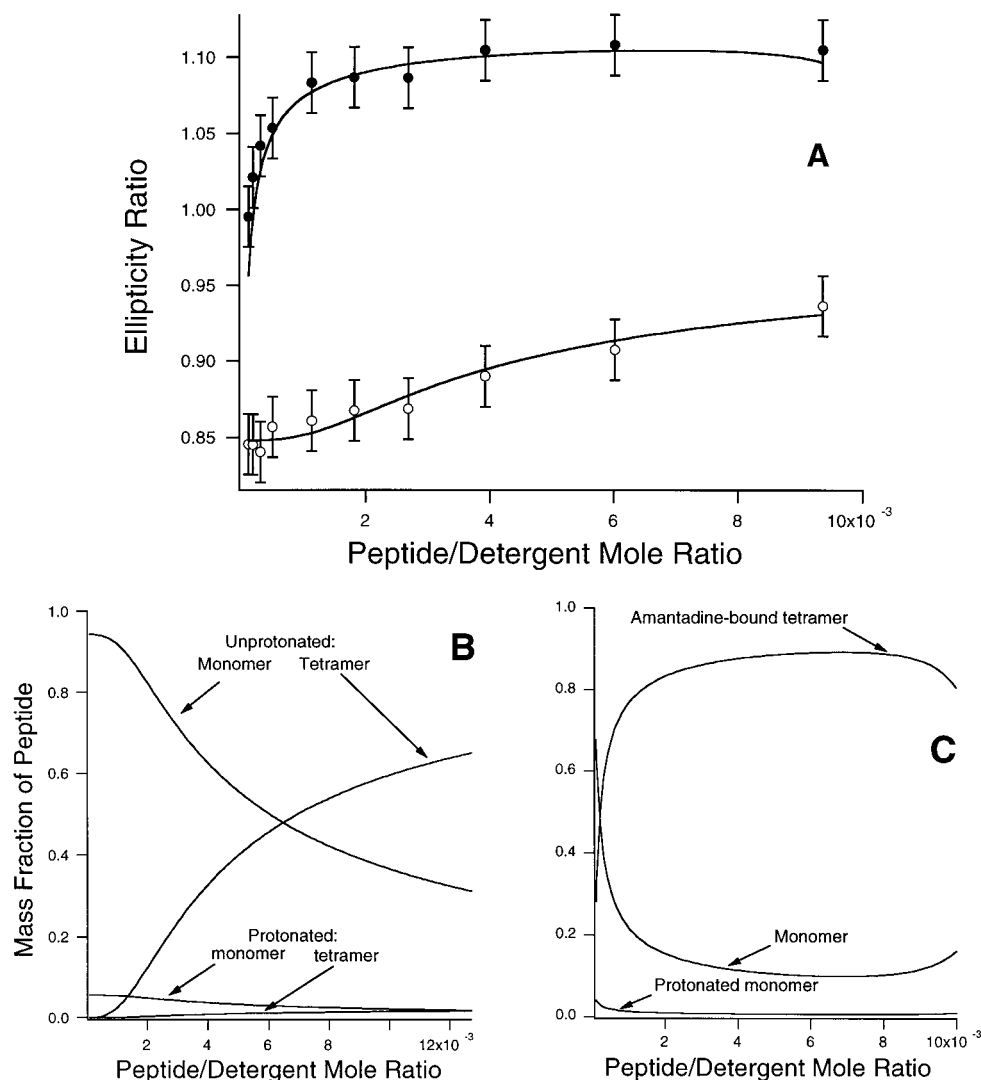 1.10
1.05
1.00
0.95
0.90
0.85
Ellipticity Ratio
A
2 4 6 8 10x10 -3
Peptide/Detergent Mole Ratio
1.0
0.8
0.6
0.4
0.2
0.0
Mass Fraction of Peptide
B
Unprotonated:
Monomer Tetramer
Protonated:
monomer tetramer
2 4 6 8 12x10 -3
Peptide/Detergent Mole Ratio
1.0
0.8
0.6
0.4
0.2
0.0
C
Amantadine-bound tetramer
Monomer
Protonated monomer
2 4 6 8 10x10 -3
Peptide/Detergent Mole Ratio